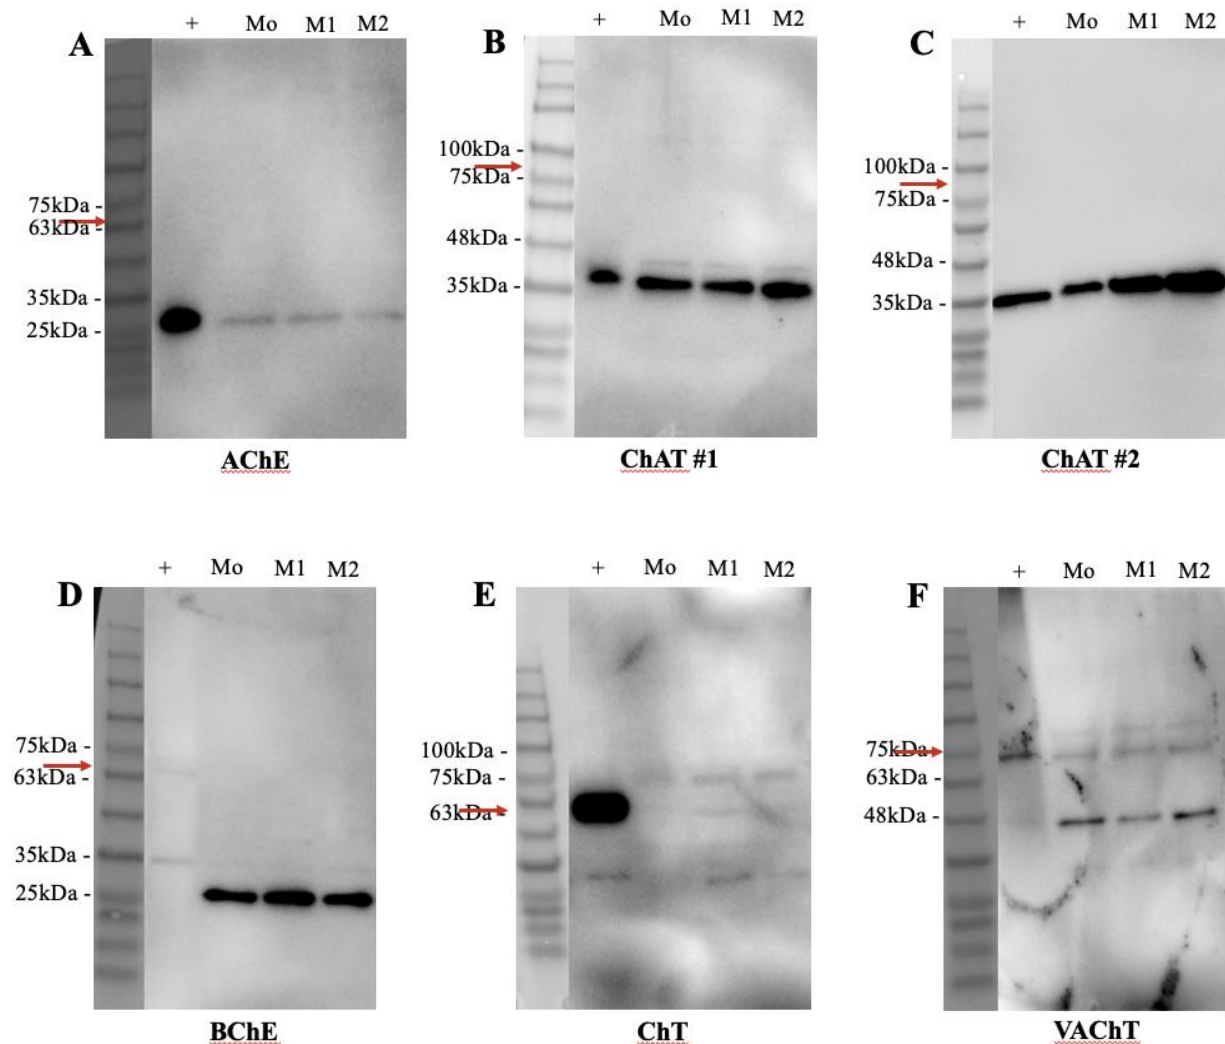 A + Mo M1 M2
75kDa -
63kDa -
35kDa -
25kDa -
AChE
B + Mo M1 M2
100kDa -
75kDa -
48kDa -
35kDa -
ChAT #1
C + Mo M1 M2
100kDa -
75kDa -
48kDa -
35kDa -
ChAT #2
D + Mo M1 M2
75kDa -
63kDa -
35kDa -
25kDa -
BChE
E + Mo M1 M2
100kDa -
75kDa -
63kDa -
ChT
F + Mo M1 M2
75kDa
63kDa -
48kDa -
VAChT